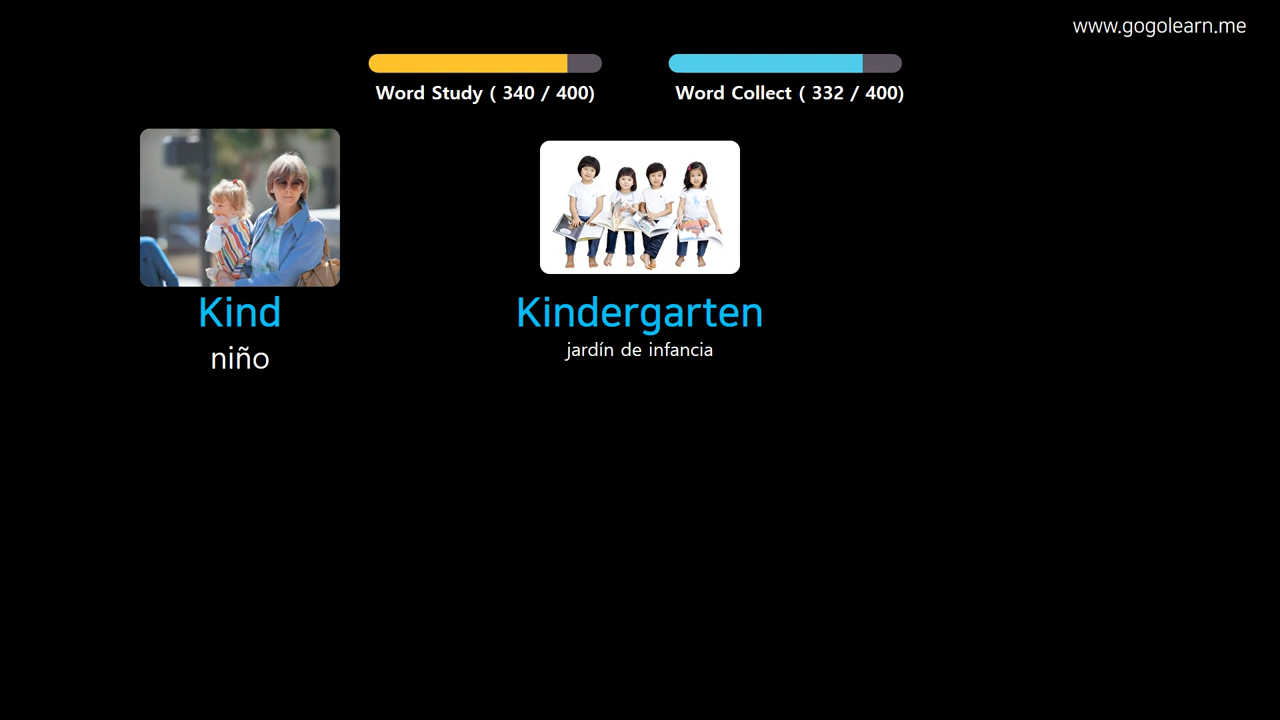 www.gogolearn.me
Word Study ( 340 / 400)
Word Collect ( 332 / 400)
Kind
niño
Kindergarten
jardín de infancia